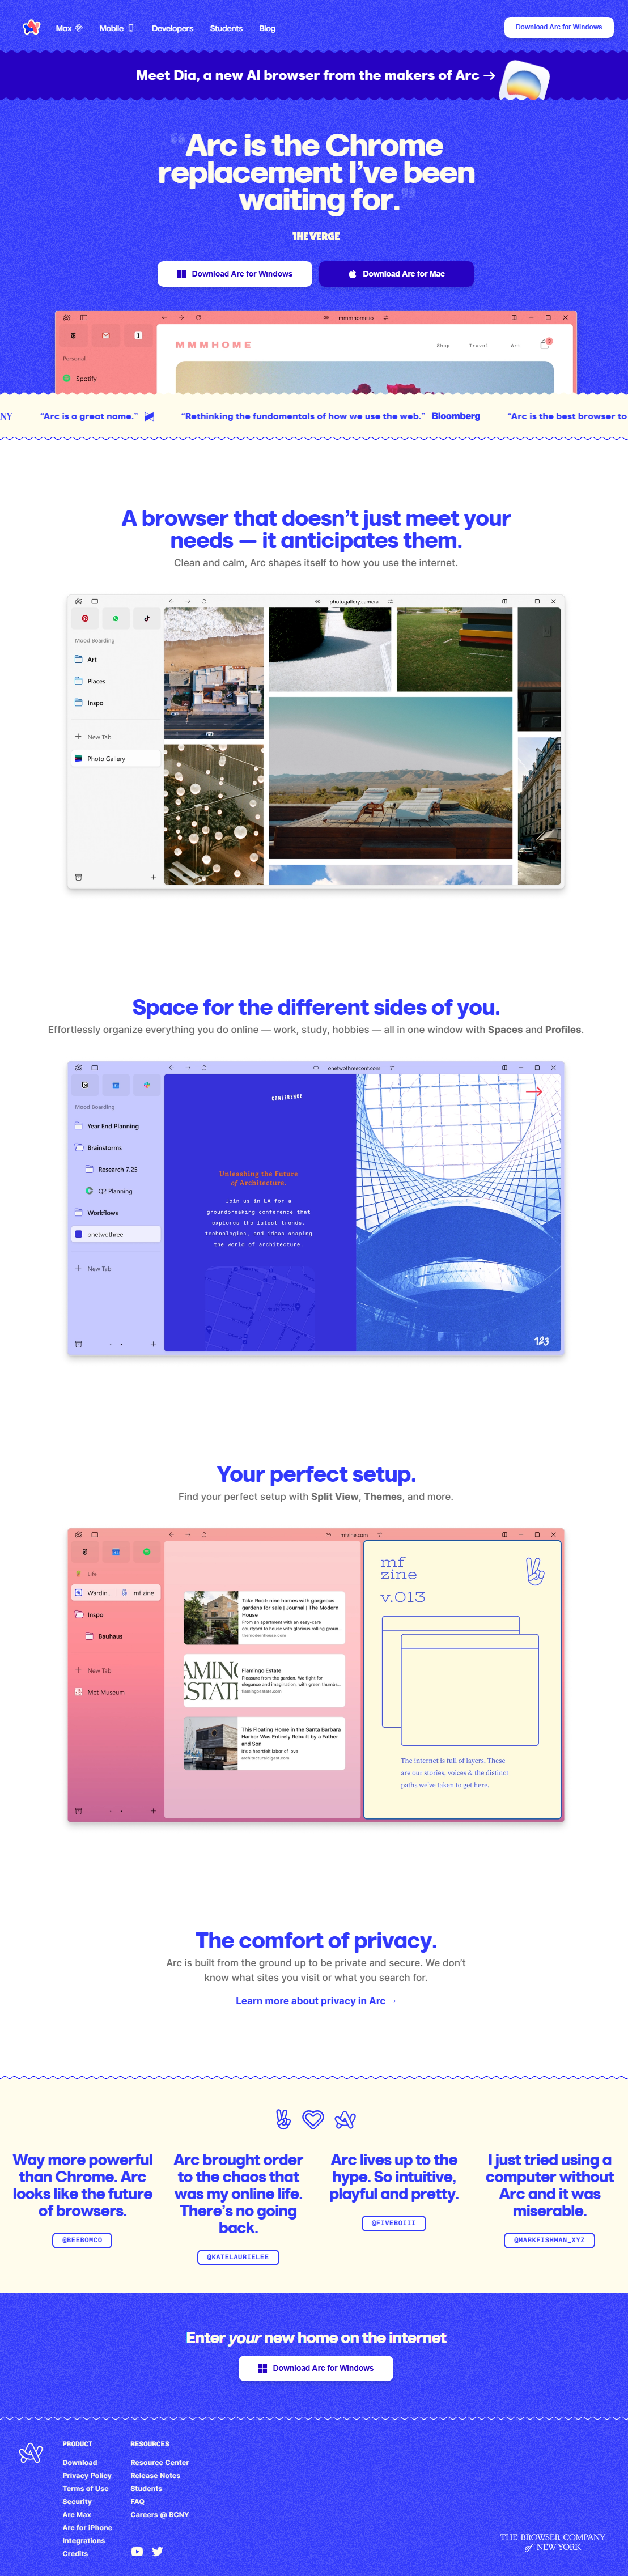 Max
Mobile
Developers
Students
Blog
Download Arc for Windows
Meet Dia, a new AI browser from the makers of Arc →
“Arc is the Chrome
replacement I’ve been
waiting for.”
THE VERGE
Download Arc for Windows
Download Arc for Mac
mmmhome.io
Personal
Spotify
MMMHOME
Shop
Travel
Art
3
NY
“Arc is a great name.”
“Rethinking the fundamentals of how we use the web.”
Bloomberg
“Arc is the best browser to
A browser that doesn’t just meet your
needs — it anticipates them.
Clean and calm, Arc shapes itself to how you use the internet.
photogallery.camera
Mood Boarding
Art
Places
Inspo
New Tab
Photo Gallery
Space for the different sides of you.
Effortlessly organize everything you do online — work, study, hobbies — all in one window with Spaces and Profiles.
onetwothreeconf.com
Mood Boarding
Year End Planning
Brainstorms
Research 7.25
Q2 Planning
Workflows
onetwothree
New Tab
CONFERENCE
Unleashing the Future
of Architecture.
Join us in LA for a
groundbreaking conference that
explores the latest trends,
technologies, and ideas shaping
the world of architecture.
123
Your perfect setup.
Find your perfect setup with Split View, Themes, and more.
mfzine.com
Life
Wardin...
mf zine
Inspo
Bauhaus
New Tab
Met Museum
Take Root: nine homes with gorgeous
gardens for sale | Journal | The Modern
House
From an apartment with an easy-care
courtyard to house with glorious rolling groun...
themodernhouse.com
AMING
ESTATE
Flamingo Estate
Pleasure from the garden. We fight for
elegance and imagination, with green thumbs...
flamingoestate.com
This Floating Home in the Santa Barbara
Harbor Was Entirely Rebuilt by a Father
and Son
It's a heartfelt labor of love
architecturaldigest.com
mf
zine
v.013
The internet is full of layers. These
are our stories, voices & the distinct
paths we've taken to get here.
The comfort of privacy.
Arc is built from the ground up to be private and secure. We don’t
know what sites you visit or what you search for.
Learn more about privacy in Arc →
Way more powerful
than Chrome. Arc
looks like the future
of browsers.
@BEEBOMCO
Arc brought order
to the chaos that
was my online life.
There’s no going
back.
@KATELAURIELEE
Arc lives up to the
hype. So intuitive,
playful and pretty.
@FIVEBOIII
I just tried using a
computer without
Arc and it was
miserable.
@MARKFISHMAN_XYZ
Enter your new home on the internet
Download Arc for Windows
PRODUCT
Download
Privacy Policy
Terms of Use
Security
Arc Max
Arc for iPhone
Integrations
Credits
RESOURCES
Resource Center
Release Notes
Students
FAQ
Careers @ BCNY
THE BROWSER COMPANY
of NEW YORK